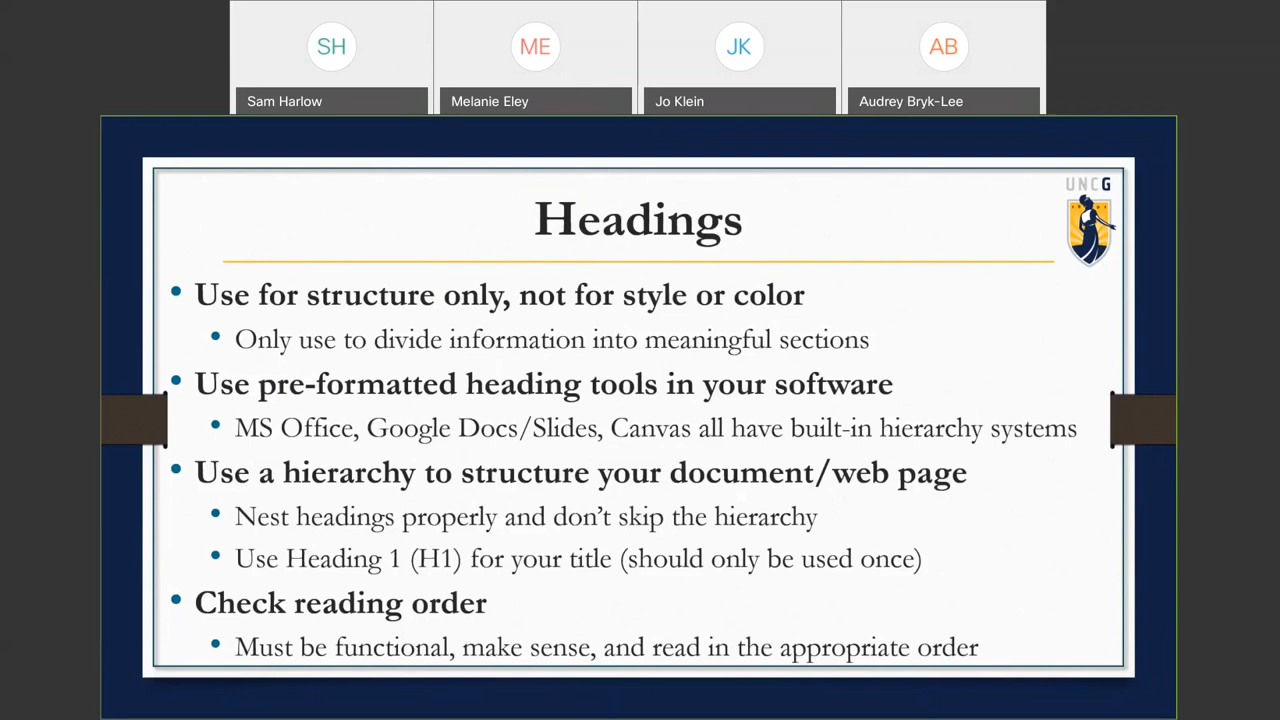 SH
ME
JK
AB
Sam Harlow
Melanie Eley
Jo Klein
Audrey Bryk-Lee
UNCG
Headings
• Use for structure only, not for style or color
• Only use to divide information into meaningful sections
• Use pre-formatted heading tools in your software
• MS Office, Google Docs/Slides, Canvas all have built-in hierarchy systems
• Use a hierarchy to structure your document/web page
• Nest headings properly and don’t skip the hierarchy
• Use Heading 1 (H1) for your title (should only be used once)
• Check reading order
• Must be functional, make sense, and read in the appropriate order